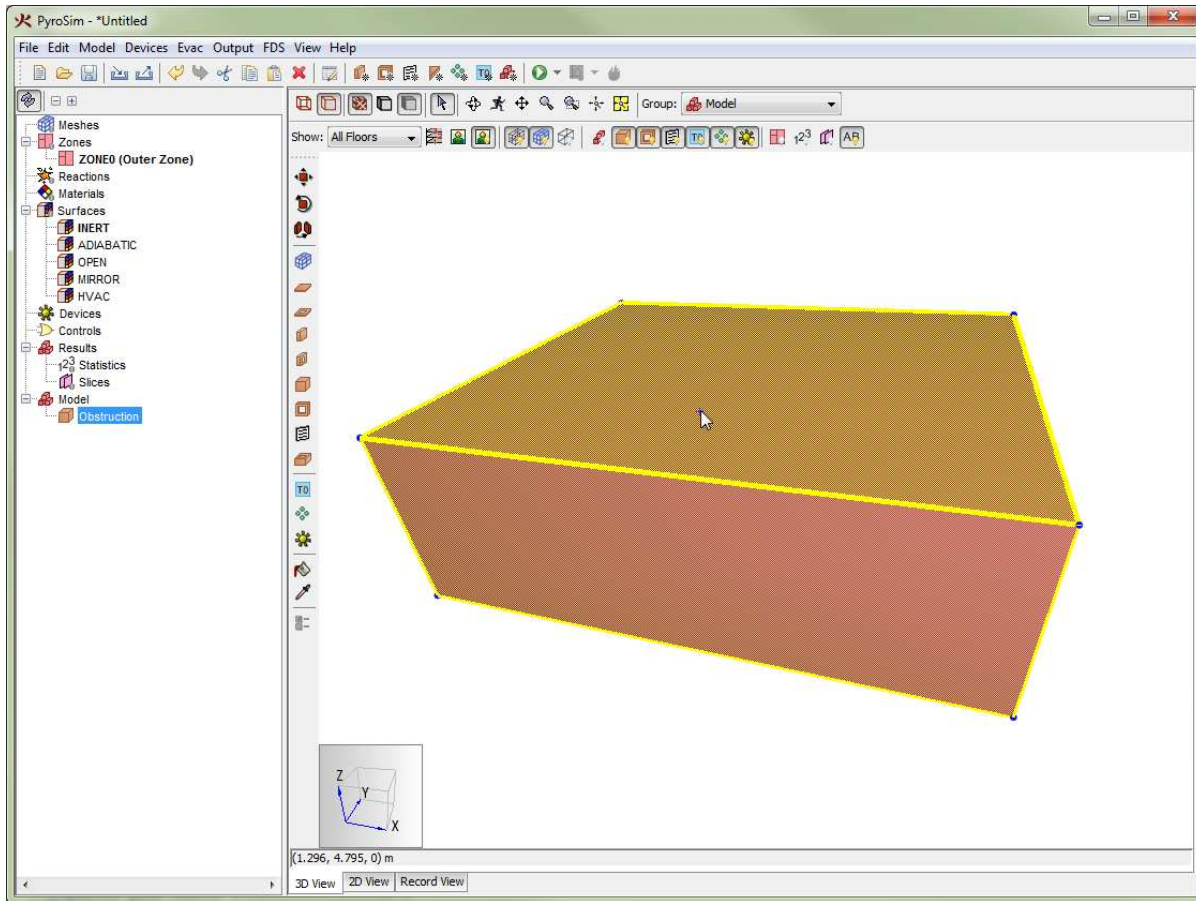 PyroSim - *Untitled
File Edit Model Devices Evac Output FDS View Help
Group: Model
Show: All Floors
Meshes
Zones
ZONE0 (Outer Zone)
Reactions
Materials
Surfaces
INERT
ADIABATIC
OPEN
MIRROR
HVAC
Devices
Controls
Results
Statistics
Slices
Model
Obstruction
Z
Y
X
(1.296, 4.795, 0) m
3D View 2D View Record View